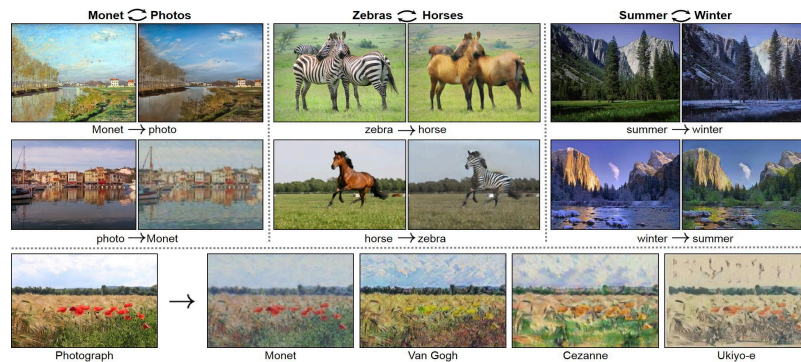 Monet Photos
Zebras Horses
Summer Winter
Monet → photo
zebra → horse
summer → winter
photo → Monet
horse → zebra
winter → summer
Photograph
Monet
Van Gogh
Cezanne
Ukiyo-e